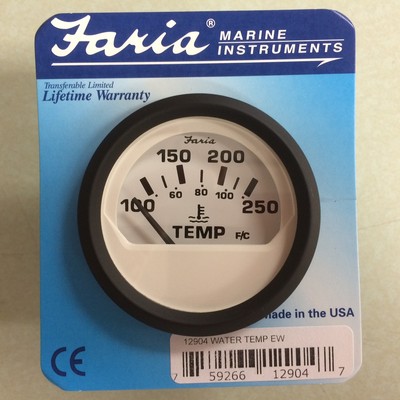 Faria®
MARINE
INSTRUMENTS
Transferable Limited
Lifetime Warranty
Faria
100 150 200 250
60 80 100
TEMP F/C
made in the USA
CE
12904 WATER TEMP EW
7 59266 12904 7